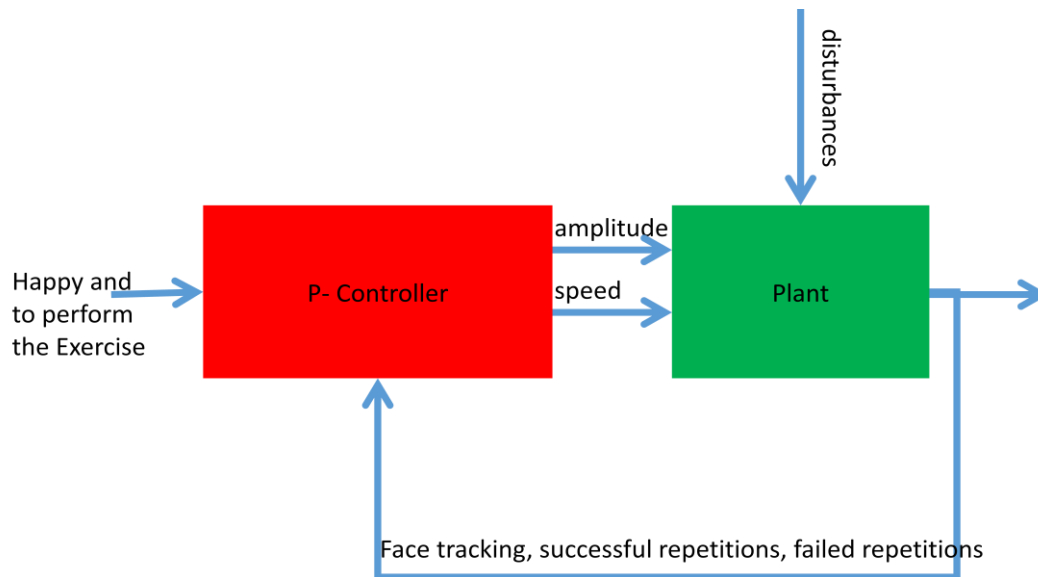 disturbances
amplitude
Happy and
to perform
the Exercise
P- Controller
speed
Plant
Face tracking, successful repetitions, failed repetitions